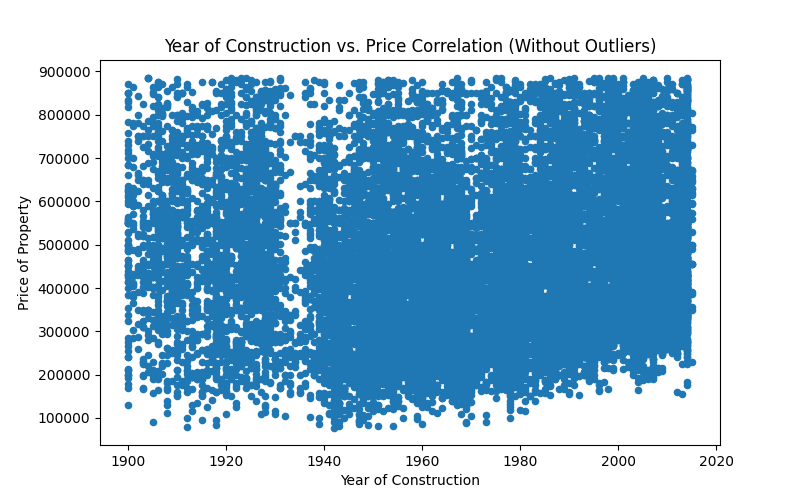 Year of Construction vs. Price Correlation (Without Outliers)
Price of Property
900000
800000
700000
600000
500000
400000
300000
200000
100000
1900 1920 1940 1960 1980 2000 2020
Year of Construction